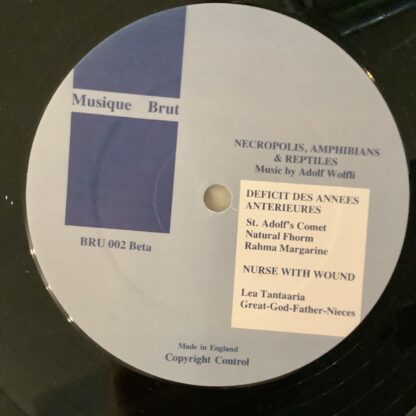 Musique Brut
NECROPOLIS, AMPHIBIANS
& REPTILES
Music by Adolf Wolfli
DEFICIT DES ANNEES
ANTERIEURES
St. Adolf's Comet
Natural Fhorm
Rahma Margarine
NURSE WITH WOUND
Lea Tantaaria
Great-God-Father-Nieces
BRU 002 Beta
Made in England
Copyright Control